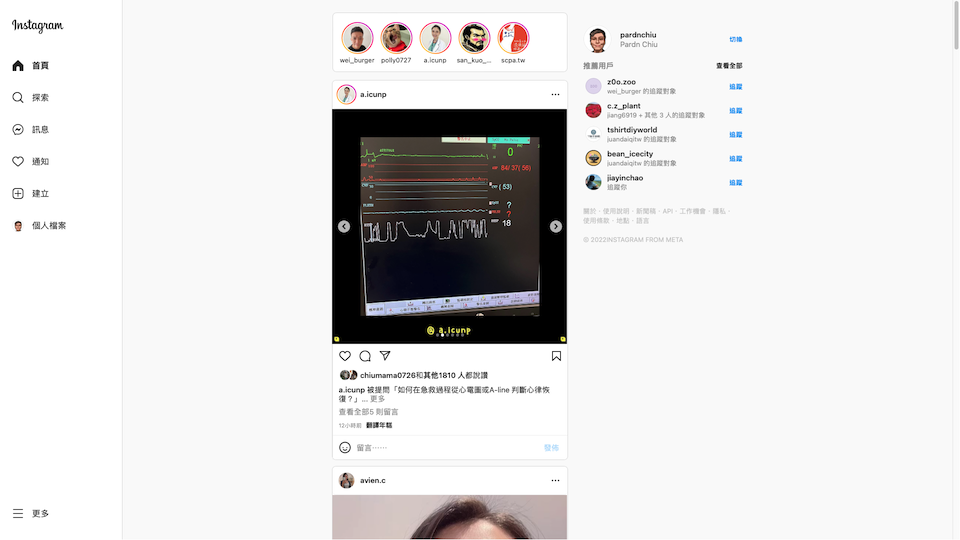 Instagram
首頁
探索
訊息
通知
建立
個人檔案
更多
wei_burger
polly0727
a.icunp
san_kuo_...
scpa.tw
a.icunp
0
84/ 37( 56)
( 53)
?
?
18
@ a.icunp
chiumama0726和其他1810 人都說讚
a.icunp 被提問「如何在急救過程從心電圖或A-line 判斷心律恢
復？」... 更多
查看全部5 則留言
12小時前 翻譯年糕
留言⋯⋯
發佈
avien.c
pardnchiu
Pardn Chiu
切換
推薦用戶
查看全部
z0o.zoo
wei_burger 的追蹤對象
追蹤
c.z_plant
jiang6919 + 其他 3 人的追蹤對象
追蹤
tshirtdiyworld
juandaiqitw 的追蹤對象
追蹤
bean_icecity
juandaiqitw 的追蹤對象
追蹤
jiayinchao
追蹤你
追蹤
關於・使用說明・新聞稿・API・工作機會・隱私・
使用條款・地點・語言
© 2022INSTAGRAM FROM META